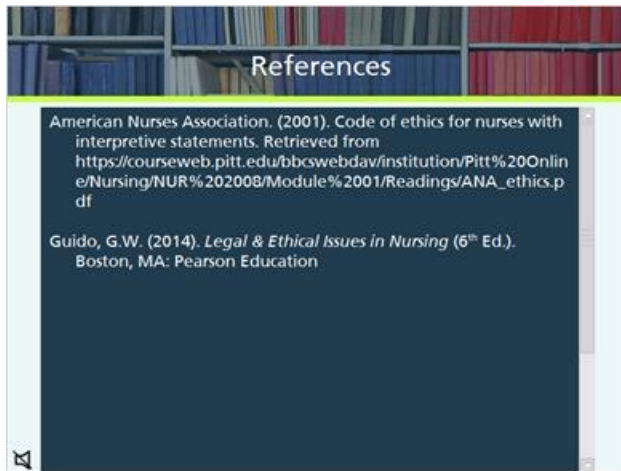 References
American Nurses Association. (2001). Code of ethics for nurses with
interpretive statements. Retrieved from
https://courseweb.pitt.edu/bbcswebdav/institution/Pitt%20Onlin
e/Nursing/NUR%202008/Module%2001/Readings/ANA_ethics.p
df
Guido, G.W. (2014). Legal & Ethical Issues in Nursing (6th Ed.).
Boston, MA: Pearson Education